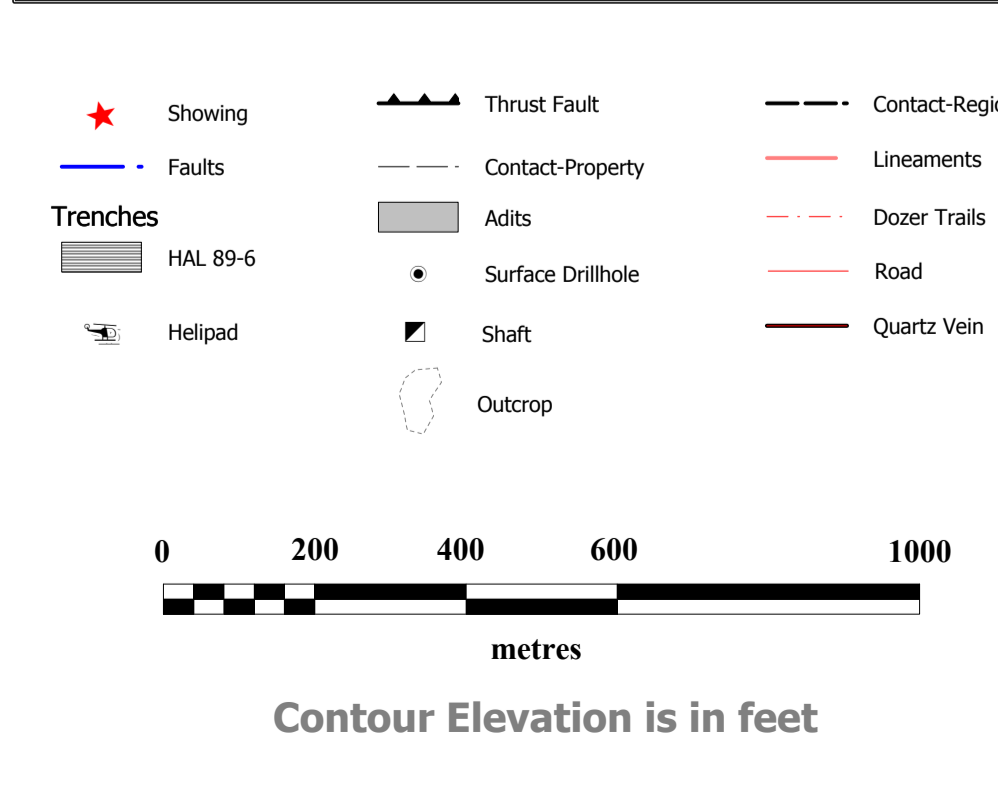 Showing
Faults
Trenches
HAL 89-6
Helipad
Thrust Fault
Contact-Property
Adits
Surface Drillhole
Shaft
Outcrop
Contact-Regio
Lineaments
Dozer Trails
Road
Quartz Vein
0 200 400 600 1000
metres
Contour Elevation is in feet